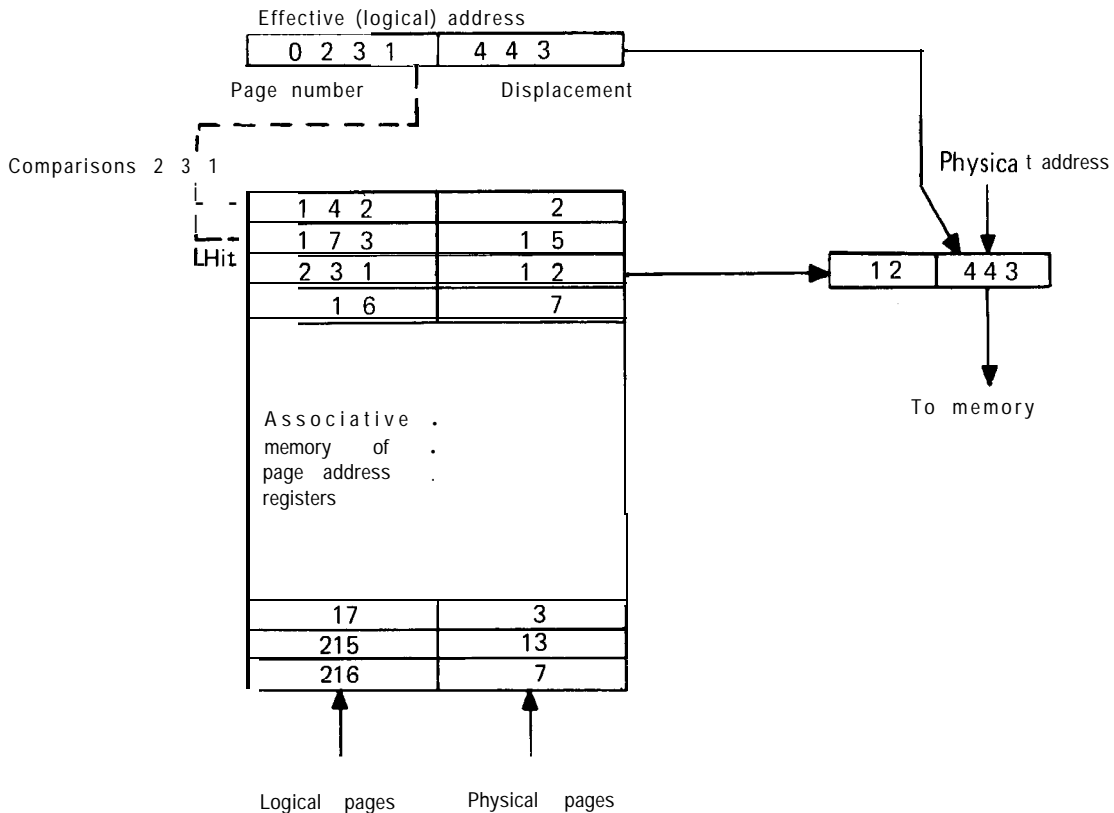 Effective (logical) address
0 2 3 1 4 4 3
Page number Displacement
Comparisons 2 3 1
Physica t address
1 4 2 2
1 7 3 1 5
LHit
2 3 1 1 2
12 443
1 6 7
To memory
Associative .
memory of .
page address .
registers
17 3
215 13
216 7
Logical pages Physical pages